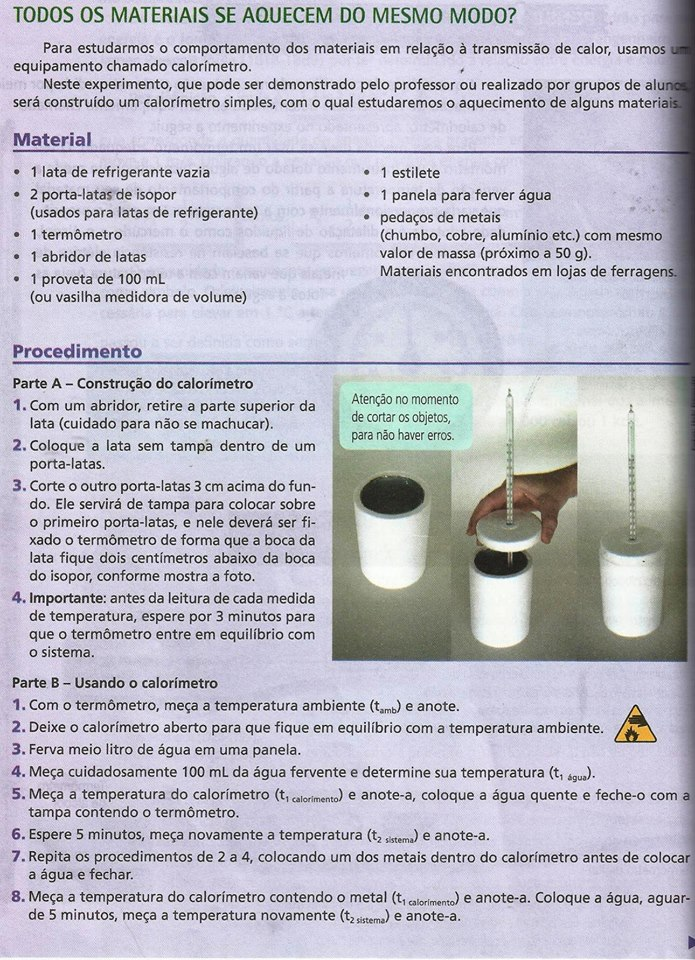 TODOS OS MATERIAIS SE AQUECEM DO MESMO MODO?
Para estudarmos o comportamento dos materiais em relação à transmissão de calor, usamos um
equipamento chamado calorímetro.
Neste experimento, que pode ser demonstrado pelo professor ou realizado por grupos de alunos,
será construído um calorímetro simples, com o qual estudaremos o aquecimento de alguns materiais.
Material
• 1 lata de refrigerante vazia
• 2 porta-latas de isopor
(usados para latas de refrigerante)
• 1 termômetro
• 1 abridor de latas
• 1 proveta de 100 mL
(ou vasilha medidora de volume)
• 1 estilete
• 1 panela para ferver água
• pedaços de metais
(chumbo, cobre, alumínio etc.) com mesmo
valor de massa (próximo a 50 g).
Materiais encontrados em lojas de ferragens.
Procedimento
Parte A – Construção do calorímetro
1. Com um abridor, retire a parte superior da
lata (cuidado para não se machucar).
2. Coloque a lata sem tampa dentro de um
porta-latas.
3. Corte o outro porta-latas 3 cm acima do fun-
do. Ele servirá de tampa para colocar sobre
o primeiro porta-latas, e nele deverá ser fi-
xado o termômetro de forma que a boca da
lata fique dois centímetros abaixo da boca
do isopor, conforme mostra a foto.
4. Importante: antes da leitura de cada medida
de temperatura, espere por 3 minutos para
que o termômetro entre em equilíbrio com
o sistema.
Atenção no momento
de cortar os objetos,
para não haver erros.
Parte B – Usando o calorímetro
1. Com o termômetro, meça a temperatura ambiente (tamb) e anote.
2. Deixe o calorímetro aberto para que fique em equilíbrio com a temperatura ambiente.
3. Ferva meio litro de água em uma panela.
4. Meça cuidadosamente 100 mL da água fervente e determine sua temperatura (t1 água).
5. Meça a temperatura do calorímetro (t1 calorímetro) e anote-a, coloque a água quente e feche-o com a
tampa contendo o termômetro.
6. Espere 5 minutos, meça novamente a temperatura (t2 sistema) e anote-a.
7. Repita os procedimentos de 2 a 4, colocando um dos metais dentro do calorímetro antes de colocar
a água e fechar.
8. Meça a temperatura do calorímetro contendo o metal (t1 calorímetro) e anote-a. Coloque a água, aguar-
de 5 minutos, meça a temperatura novamente (t2 sistema) e anote-a.